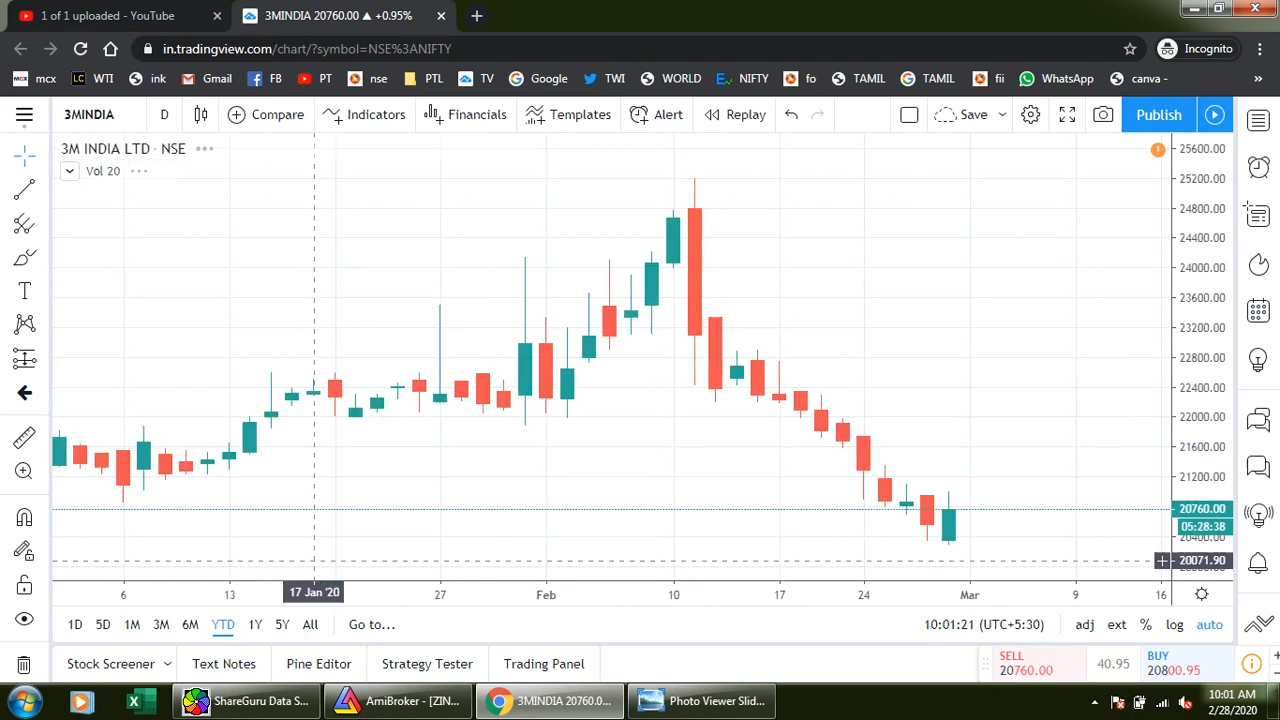 1 of 1 uploaded - YouTube
3MINDIA 20760.00 ▲ +0.95%
in.tradingview.com/chart/?symbol=NSE%3ANIFTY
Incognito
mcx
LC WTI
ink
Gmail
FB
PT
nse
PTL
TV
Google
TWI
WORLD
NIFTY
fo
TAMIL
TAMIL
fii
WhatsApp
canva -
»
3MINDIA
D
Compare
Indicators
Financials
Templates
Alert
Replay
Save
Publish
3M INDIA LTD - NSE
Vol 20
25600.00
25200.00
24800.00
24400.00
24000.00
23600.00
23200.00
22800.00
22400.00
22000.00
21600.00
21200.00
20760.00
05:28:38
20400.00
20071.90
6
13
17 Jan '20
27
Feb
10
17
24
Mar
9
16
1D
5D
1M
3M
6M
YTD
1Y
5Y
All
Go to...
10:01:21 (UTC+5:30)
adj
ext
%
log
auto
Stock Screener
Text Notes
Pine Editor
Strategy Tester
Trading Panel
SELL
20760.00
40.95
BUY
20800.95
ShareGuru Data S...
AmiBroker - [ZIN...
3MINDIA 20760.0...
Photo Viewer Slid...
10:01 AM
2/28/2020